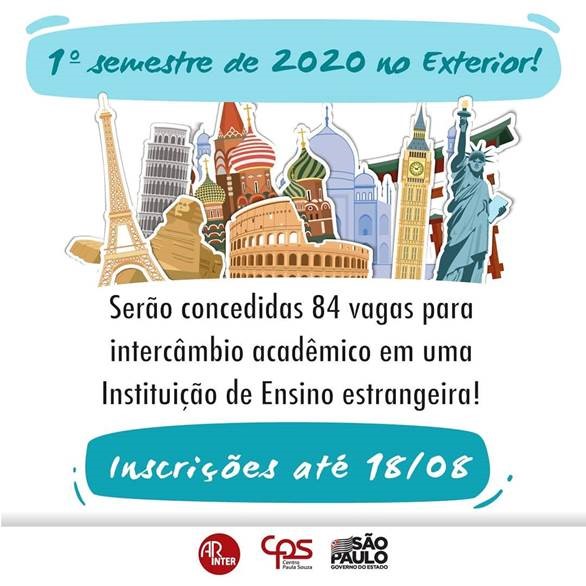 1º semestre de 2020 no Exterior!
Serão concedidas 84 vagas para
intercâmbio acadêmico em uma
Instituição de Ensino estrangeira!
Inscrições até 18/08
AR
INTER
CPS
Centro
Paula Souza
SÃO
PAULO
GOVERNO DO ESTADO